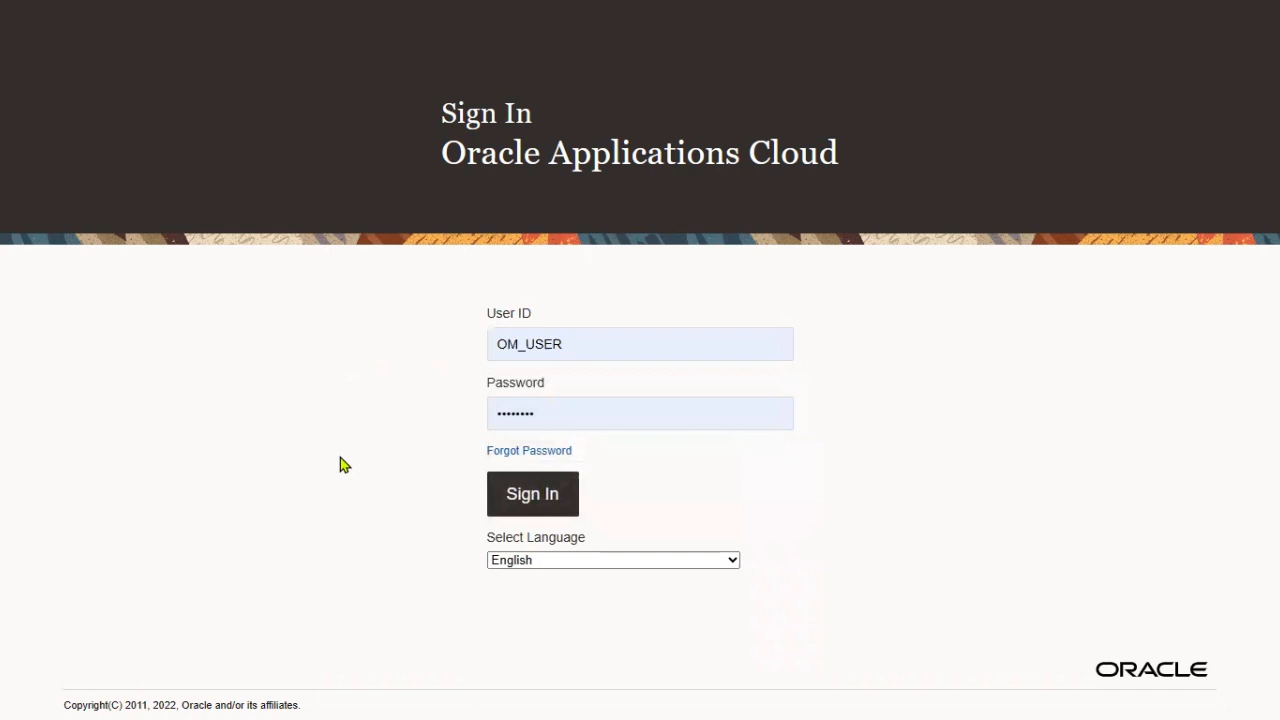 Sign In
Oracle Applications Cloud
User ID
OM_USER
Password
••••••••
Forgot Password
Sign In
Select Language
English
ORACLE
Copyright(C) 2011, 2022, Oracle and/or its affiliates.